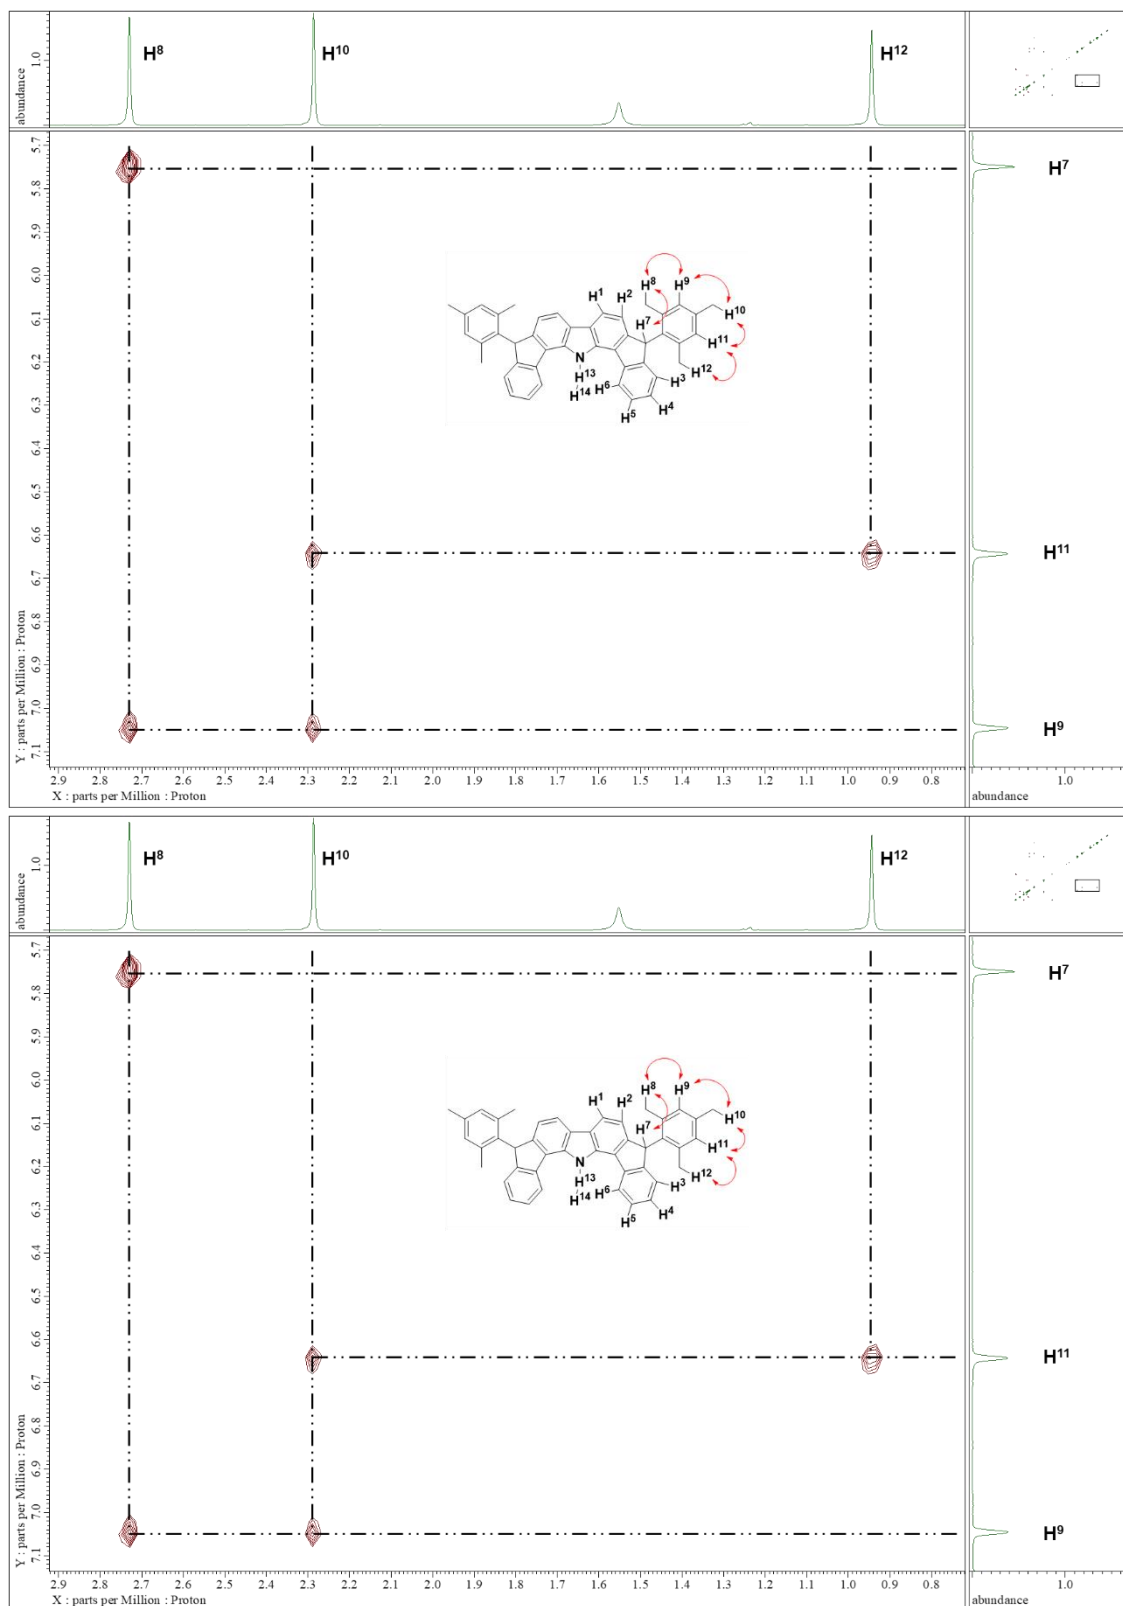 abundance
1.0
H8
H10
H12
5.7
5.8
5.9
6.0
6.1
6.2
6.3
6.4
6.5
6.6
6.7
6.8
6.9
7.0
7.1
Y : parts per Million : Proton
H8
H9
H1
H2
H10
H7
H11
N
H12
H13
H6
H3
H14
H5
H4
H7
H11
H9
2.9 2.8 2.7 2.6 2.5 2.4 2.3 2.2 2.1 2.0 1.9 1.8 1.7 1.6 1.5 1.4 1.3 1.2 1.1 1.0 0.9 0.8
X : parts per Million : Proton
1.0
abundance
abundance
1.0
H8
H10
H12
5.7
5.8
5.9
6.0
6.1
6.2
6.3
6.4
6.5
6.6
6.7
6.8
6.9
7.0
7.1
Y : parts per Million : Proton
H8
H9
H1
H2
H10
H7
H11
N
H12
H13
H6
H3
H14
H5
H4
H7
H11
H9
2.9 2.8 2.7 2.6 2.5 2.4 2.3 2.2 2.1 2.0 1.9 1.8 1.7 1.6 1.5 1.4 1.3 1.2 1.1 1.0 0.9 0.8
X : parts per Million : Proton
1.0
abundance